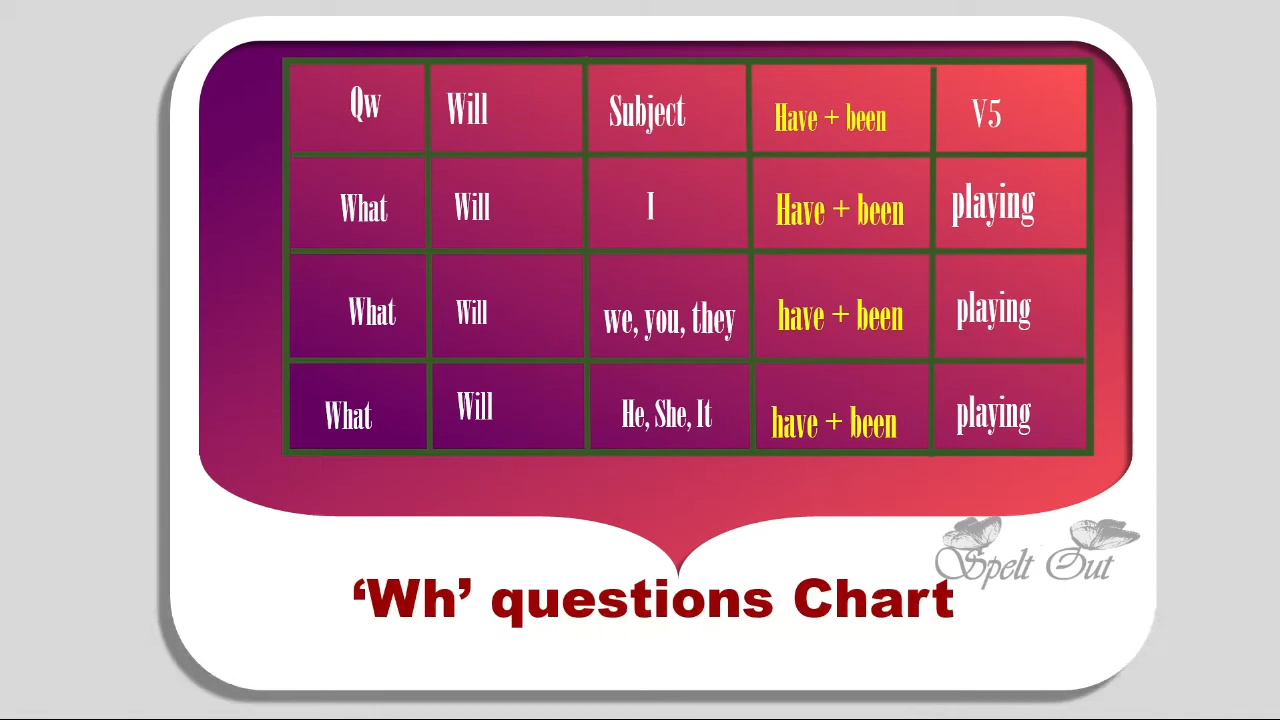 Qw Will Subject Have + been V5
What Will I Have + been playing
What Will we, you, they have + been playing
What Will He, She, It have + been playing
Spelt Out
‘Wh’ questions Chart